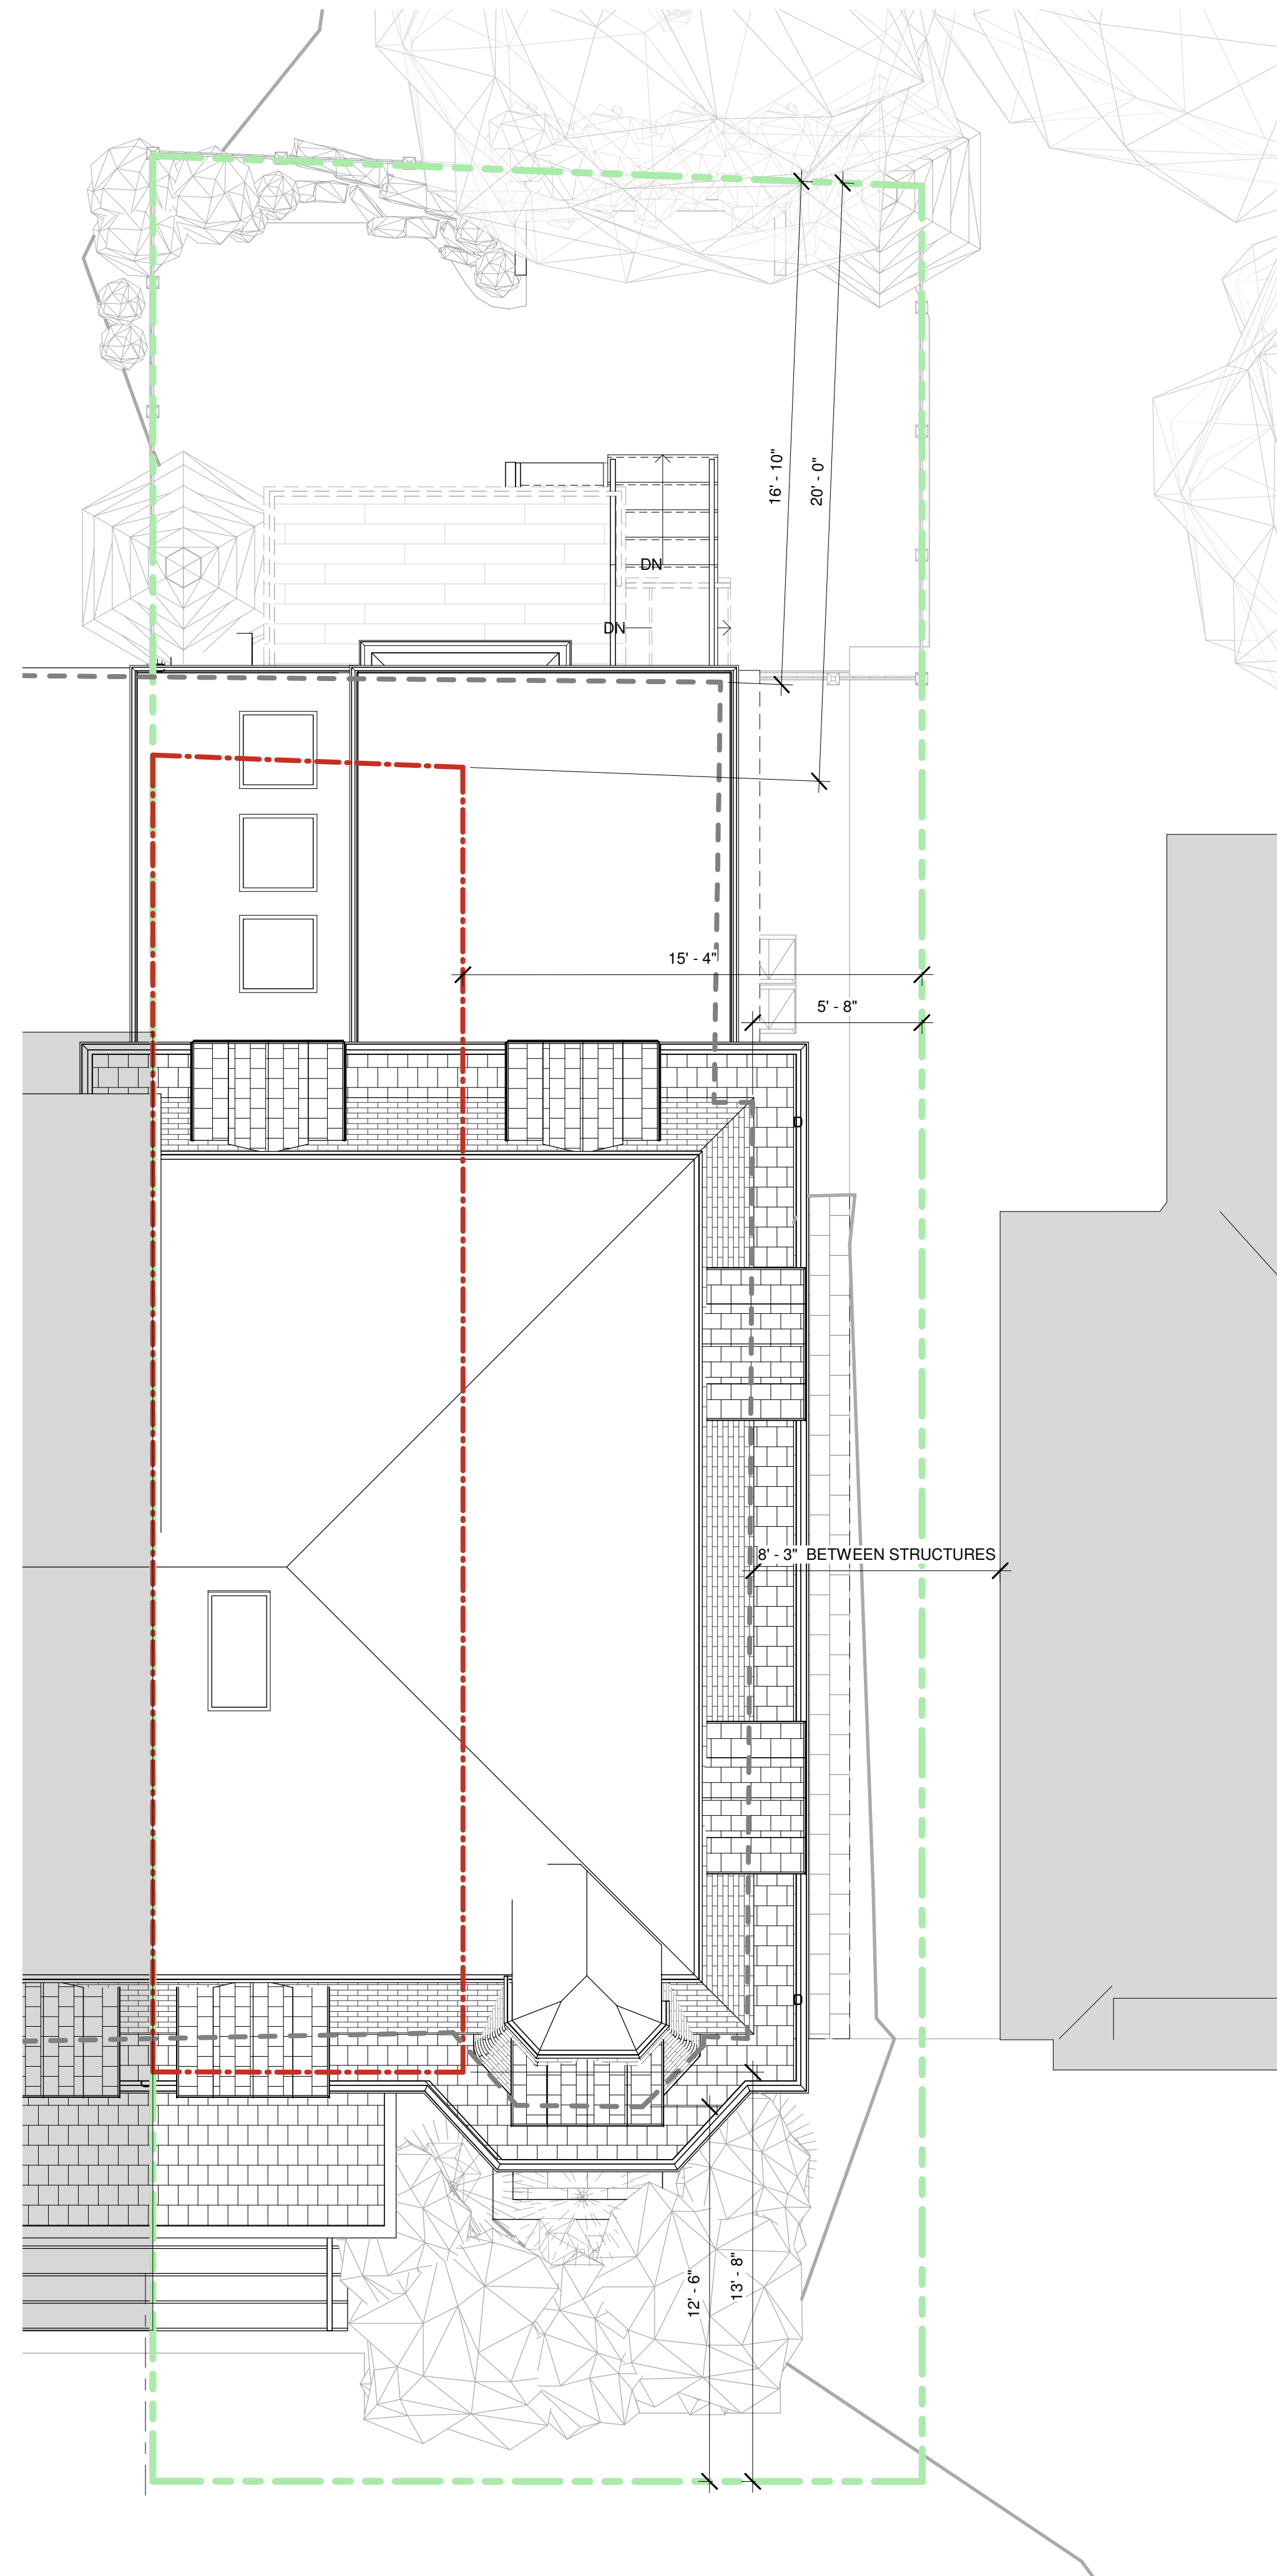 16' - 10"
20' - 0"
DN
DN
15' - 4"
5' - 8"
8' - 3" BETWEEN STRUCTURES
12' - 6"
13' - 8"